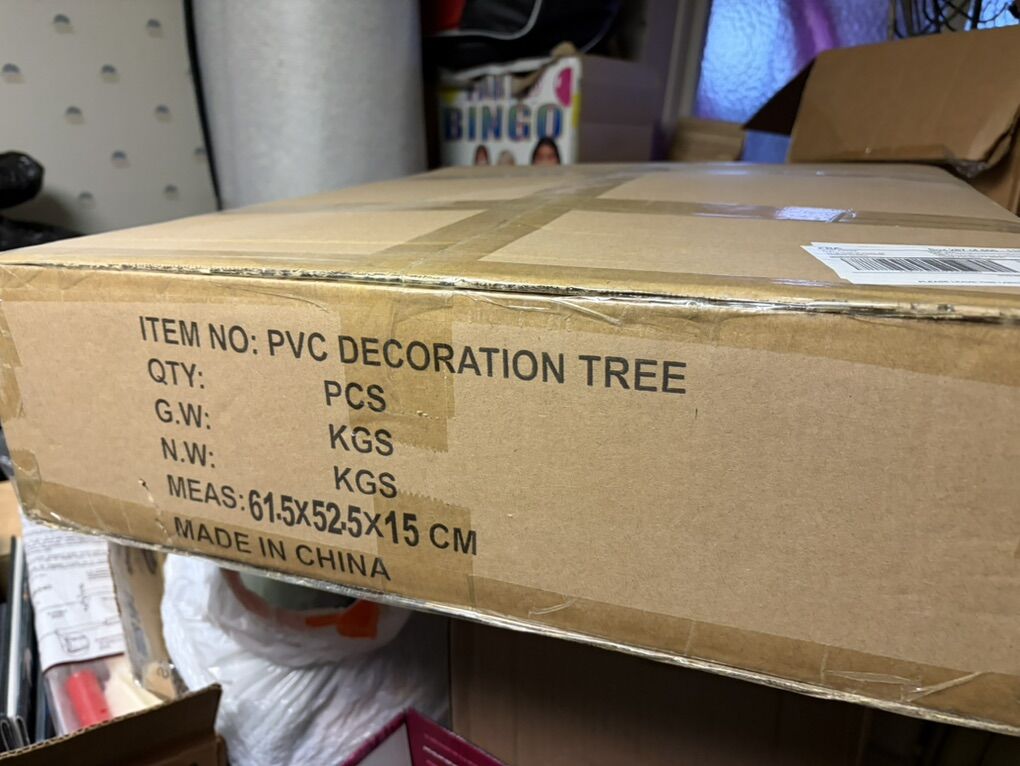 BINGO
ITEM NO: PVC DECORATION TREE
QTY: PCS
G.W: KGS
N.W: KGS
MEAS: 61.5X52.5X15 CM
MADE IN CHINA